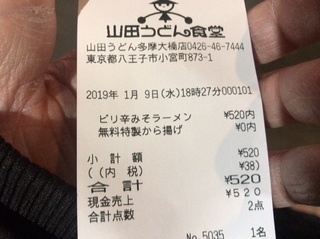 山田うどん食堂
山田うどん多摩大橋店0426-46-7444
東京都八王子市小宮町873-1
2019年 1月 9日(水)18時27分000101
ピリ辛みそラーメン ¥520内
無料特製から揚げ ¥0内
小計額 ¥520
((内 税) ¥38)
合計 ¥520
現金売上 ¥520
合計点数 2点
No 5035 1名